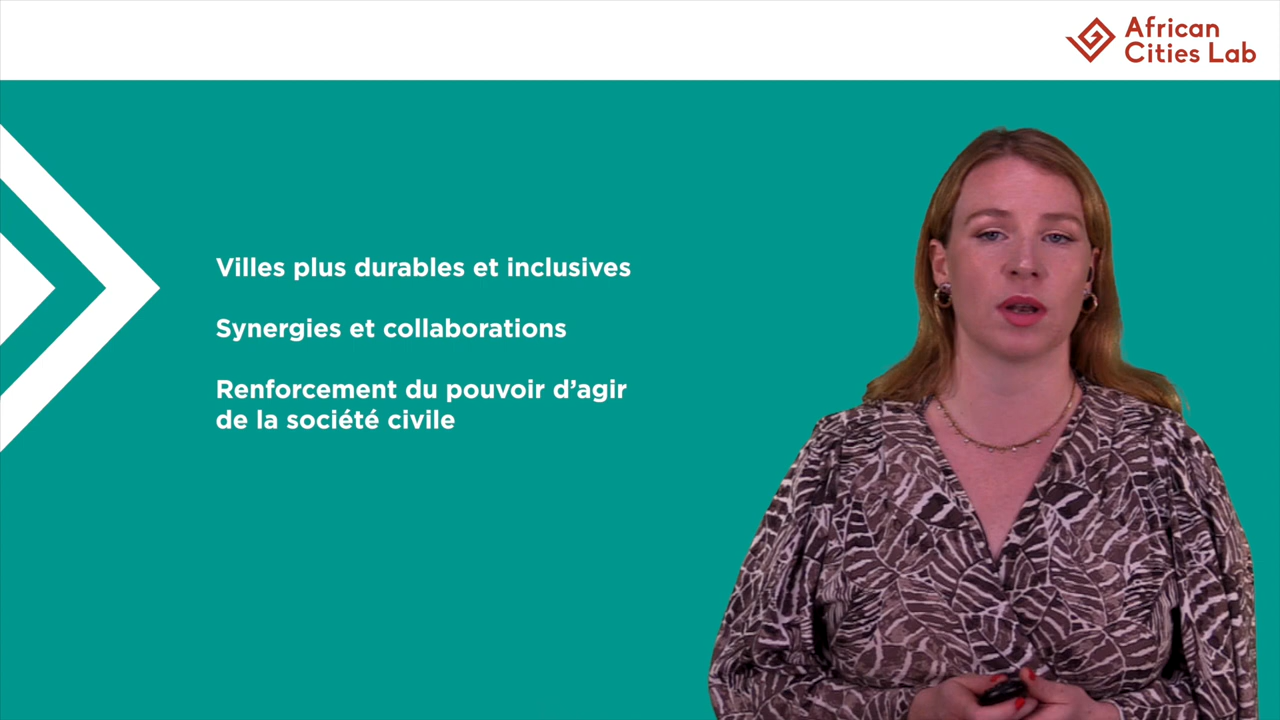 African
Cities Lab
Villes plus durables et inclusives
Synergies et collaborations
Renforcement du pouvoir d’agir
de la société civile